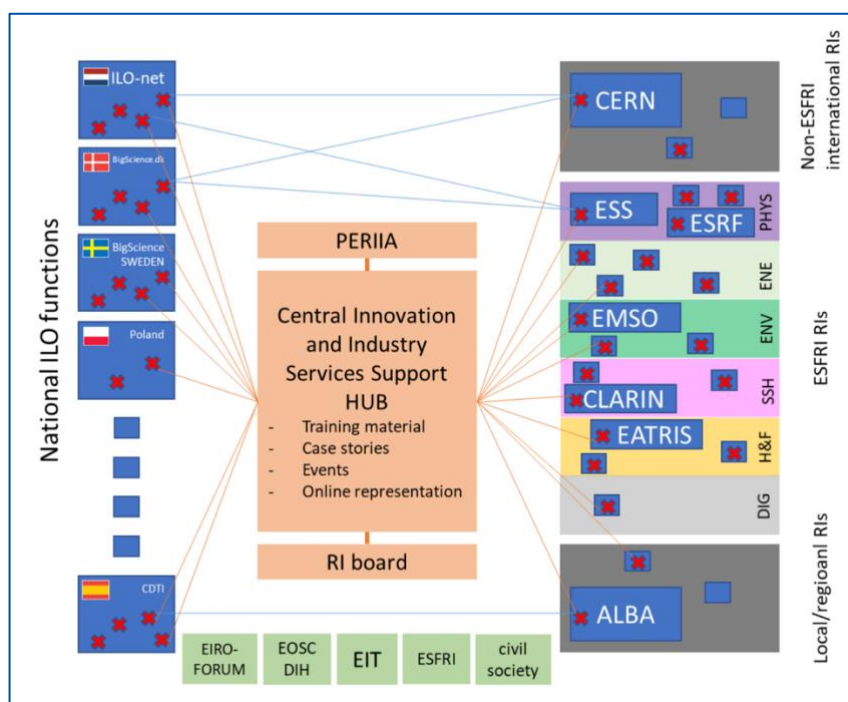 National ILO functions
ILO-net
BigScience.dk
BigScience
SWEDEN
Poland
CDTI
PERIIA
Central Innovation
and Industry
Services Support
HUB
- Training material
- Case stories
- Events
- Online representation
RI board
EIRO-
FORUM
EOSC
DIH
EIT
ESFRI
civil
society
CERN
ESS
ESRF
EMSO
CLARIN
EATRIS
ALBA
PHYS
ENE
ENV
SSH
H&F
DIG
Non-ESFRI
international RIs
ESFRI RIs
Local/regioanl RIs